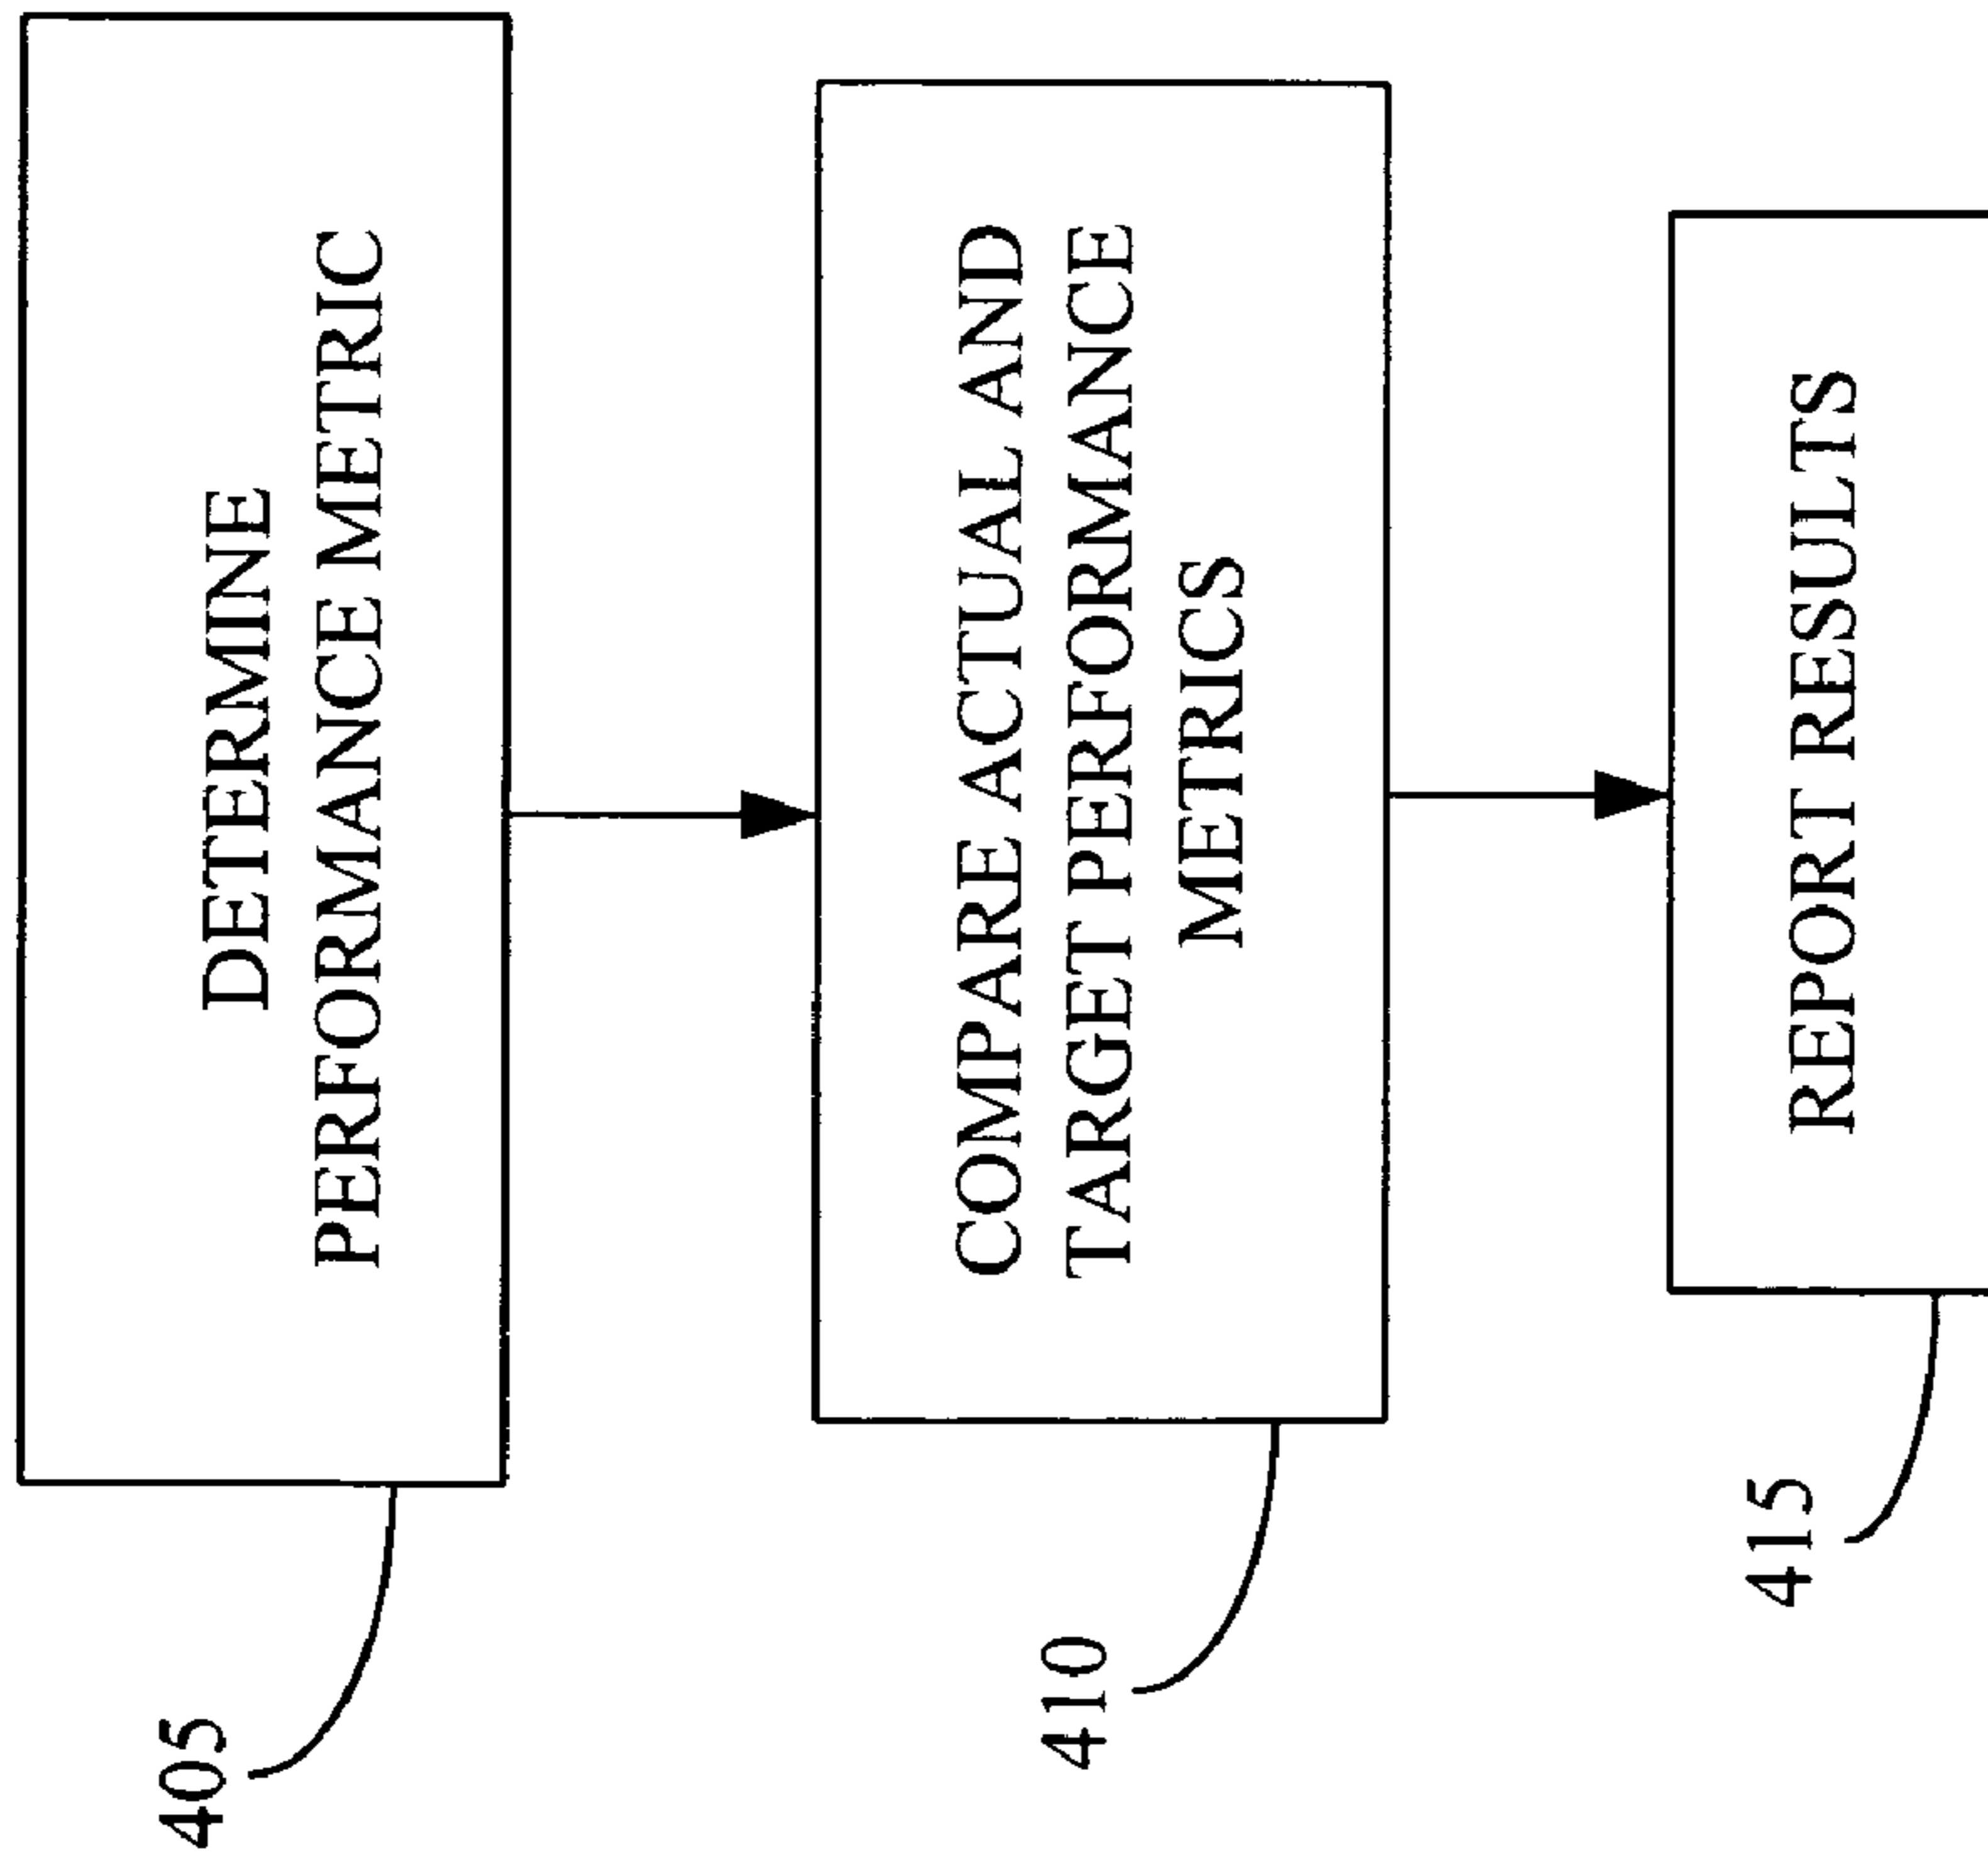 DETERMINE
PERFORMANCE METRIC
405
COMPARE ACTUAL AND
TARGET PERFORMANCE
METRICS
410
REPORT RESULTS
415